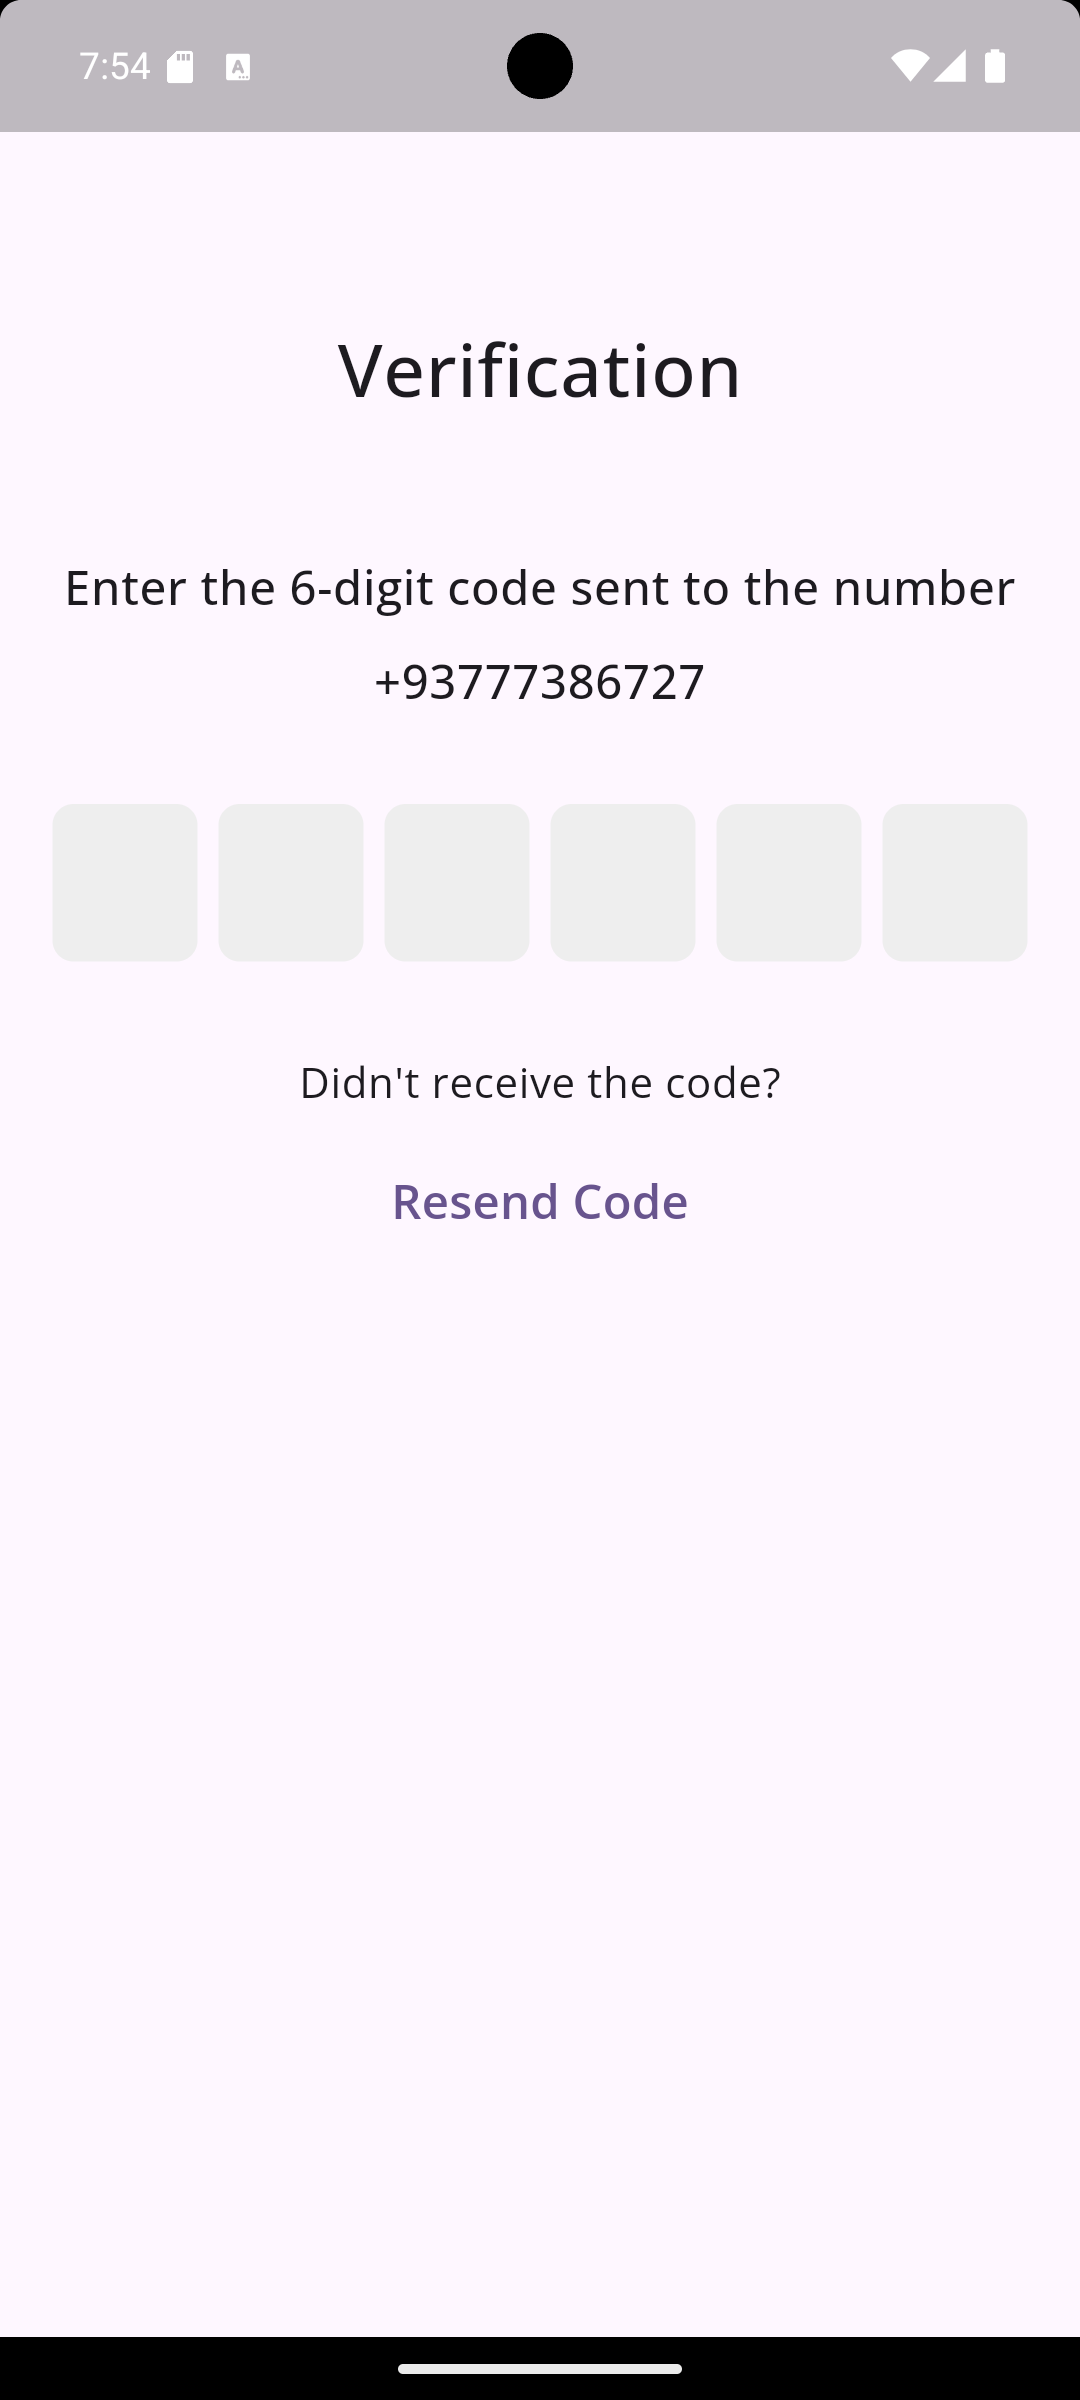 7:54
Verification
Enter the 6-digit code sent to the number
+93777386727
Didn't receive the code?
Resend Code